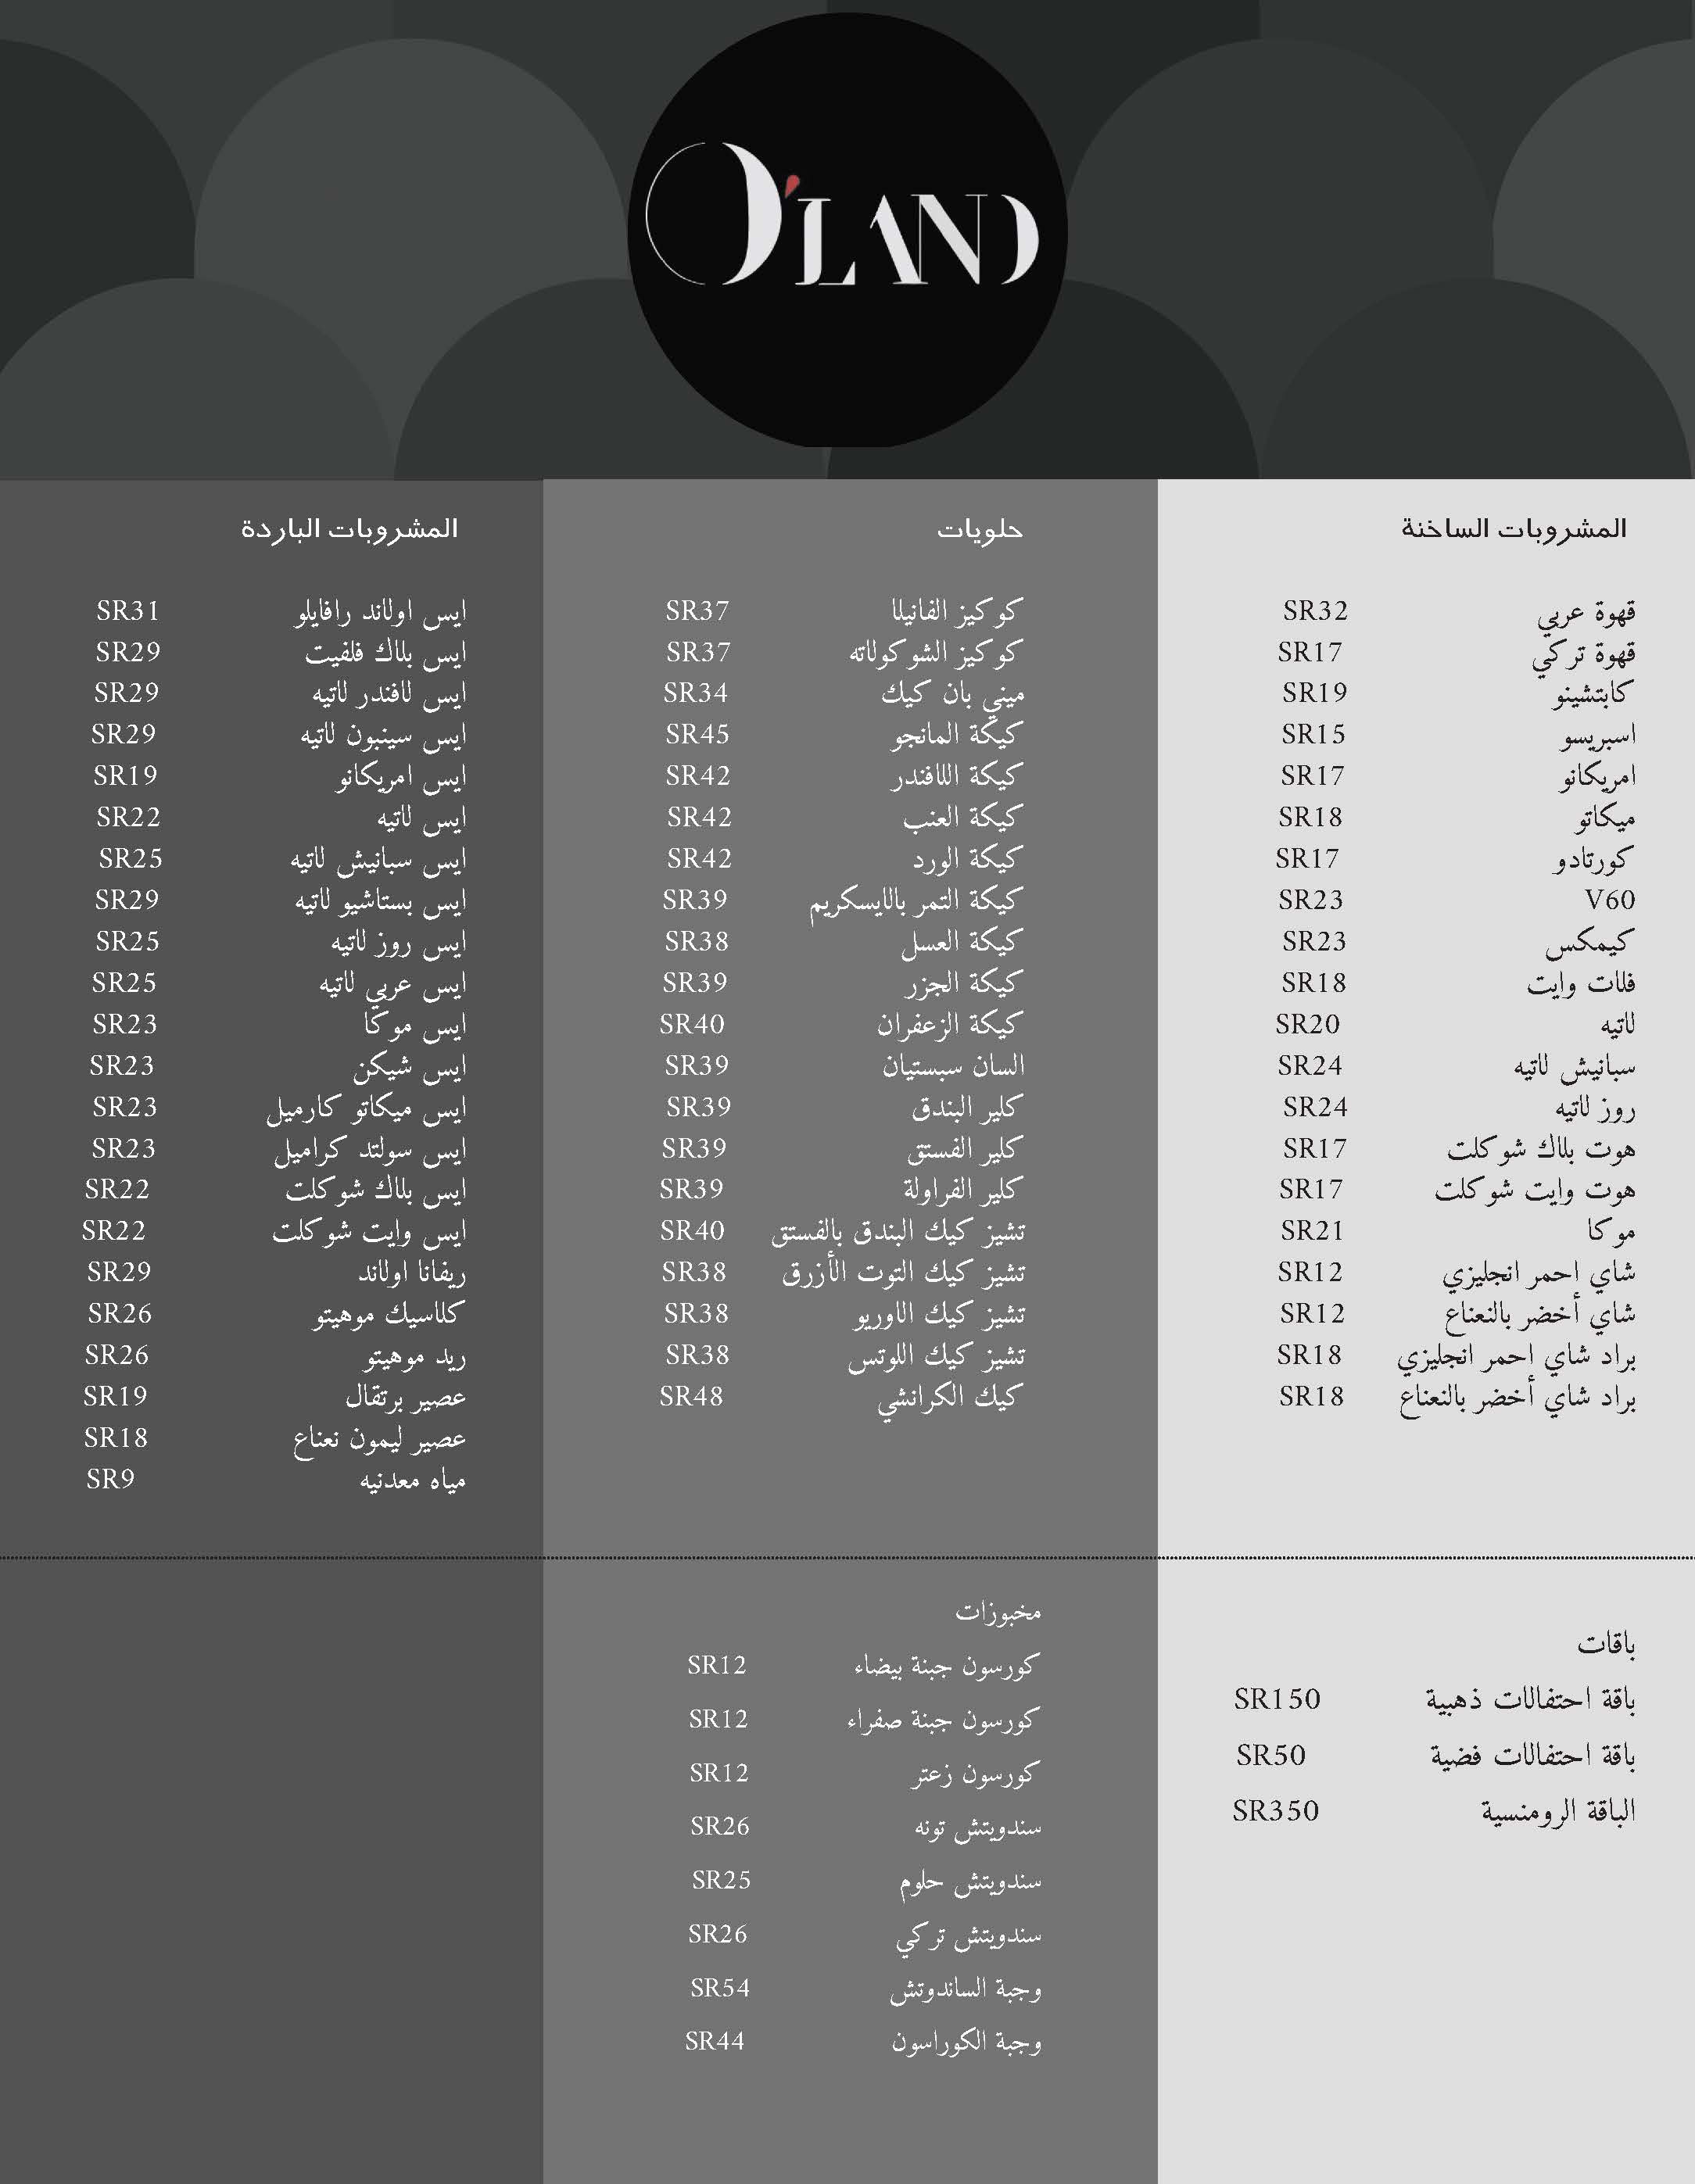 O'LAND
المشروبات الساخنة
قهوة عربي SR32
قهوة تركي SR17
كابتشينو SR19
اسبريسو SR15
امريكانو SR17
ميكاتو SR18
كورتادو SR17
V60 SR23
كيمكس SR23
فلات وايت SR18
لاتيه SR20
سبانيش لاتيه SR24
روز لاتيه SR24
هوت بلاك شوكلت SR17
هوت وايت شوكلت SR17
موكا SR21
شاي احمر انجليزي SR12
شاي أخضر بالنعناع SR12
براد شاي احمر انجليزي SR18
براد شاي أخضر بالنعناع SR18
حلويات
كوكيز الفانيلا SR37
كوكيز الشوكولاته SR37
ميني بان كيك SR34
كيكة المانجو SR45
كيكة اللافندر SR42
كيكة العنب SR42
كيكة الورد SR42
كيكة التمر بالايسكريم SR39
كيكة العسل SR38
كيكة الجزر SR39
كيكة الزعفران SR40
السان سبستيان SR39
كلير البندق SR39
كلير الفستق SR39
كلير الفراولة SR39
تشيز كيك البندق بالفستق SR40
تشيز كيك التوت الأزرق SR38
تشيز كيك الاوريو SR38
تشيز كيك اللوتس SR38
كيك الكرانشي SR48
المشروبات الباردة
ايس اولاند رافايلو SR31
ايس بلاك فلفيت SR29
ايس لافندر لاتيه SR29
ايس سينبون لاتيه SR29
ايس امريكانو SR19
ايس لاتيه SR22
ايس سبانيش لاتيه SR25
ايس بستاشيو لاتيه SR29
ايس روز لاتيه SR25
ايس عربي لاتيه SR25
ايس موكا SR23
ايس شيكن SR23
ايس ميكاتو كارميل SR23
ايس سولتد كراميل SR23
ايس بلاك شوكلت SR22
ايس وايت شوكلت SR22
ريفانا اولاند SR29
كلاسيك موهيتو SR26
ريد موهيتو SR26
عصير برتقال SR19
عصير ليمون نعناع SR18
مياه معدنيه SR9
باقات
باقة احتفالات ذهبية SR150
باقة احتفالات فضية SR50
الباقة الرومنسية SR350
مخبوزات
كورسون جبنة بيضاء SR12
كورسون جبنة صفراء SR12
كورسون زعتر SR12
سندويتش تونه SR26
سندويتش حلوم SR25
سندويتش تركي SR26
وجبة الساندوتش SR54
وجبة الكوراسون SR44